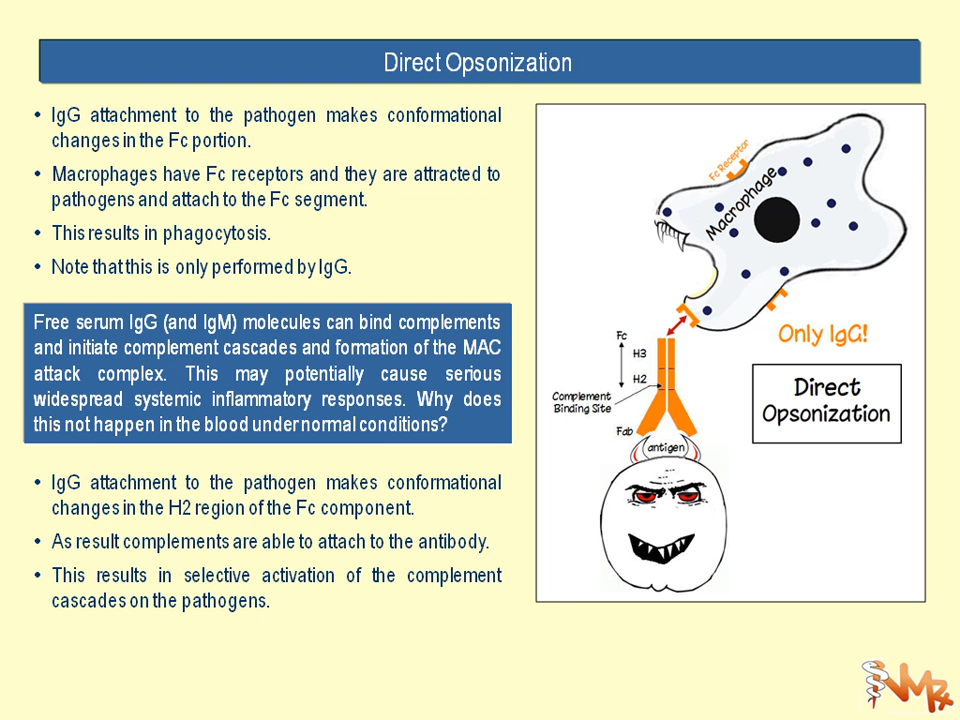 Direct Opsonization
• IgG attachment to the pathogen makes conformational
changes in the Fc portion.
• Macrophages have Fc receptors and they are attracted to
pathogens and attach to the Fc segment.
• This results in phagocytosis.
• Note that this is only performed by IgG.
Free serum IgG (and IgM) molecules can bind complements
and initiate complement cascades and formation of the MAC
attack complex. This may potentially cause serious
widespread systemic inflammatory responses. Why does
this not happen in the blood under normal conditions?
• IgG attachment to the pathogen makes conformational
changes in the H2 region of the Fc component.
• As result complements are able to attach to the antibody.
• This results in selective activation of the complement
cascades on the pathogens.
Fc Receptor
Macrophage
Only IgG!
Fc
H3
H2
Complement
Binding Site
Fab
antigen
Direct
Opsonization
VMRx